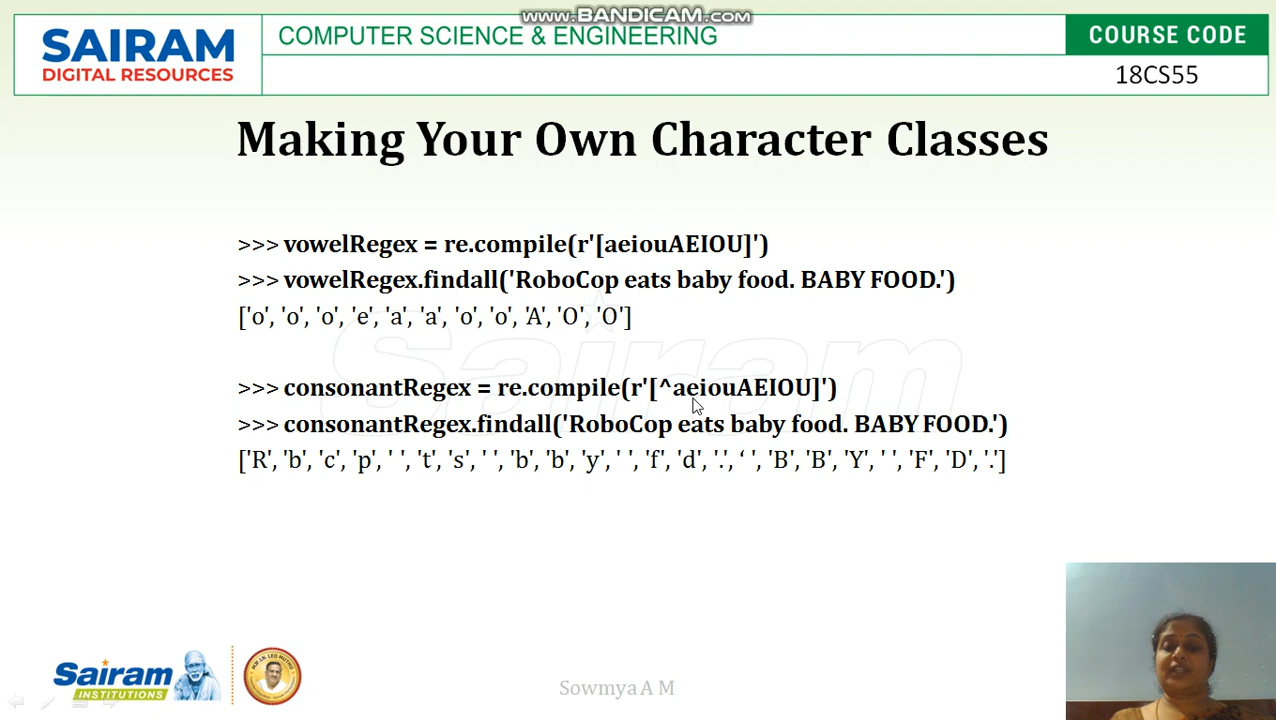 www.BANDICAM.com
SAIRAM
DIGITAL RESOURCES
COMPUTER SCIENCE & ENGINEERING
COURSE CODE
18CS55
Making Your Own Character Classes
>>> vowelRegex = re.compile(r'[aeiouAEIOU]')
>>> vowelRegex.findall('RoboCop eats baby food. BABY FOOD.')
['o', 'o', 'o', 'e', 'a', 'a', 'o', 'o', 'A', 'O', 'O']
Sairam
>>> consonantRegex = re.compile(r'[^aeiouAEIOU]')
>>> consonantRegex.findall('RoboCop eats baby food. BABY FOOD.')
['R', 'b', 'c', 'p', ' ', 't', 's', ' ', 'b', 'b', 'y', ' ', 'f', 'd', '.', ‘ ', 'B', 'B', 'Y', ' ', 'F', 'D', '.']
Sairam
INSTITUTIONS
Sowmya A M